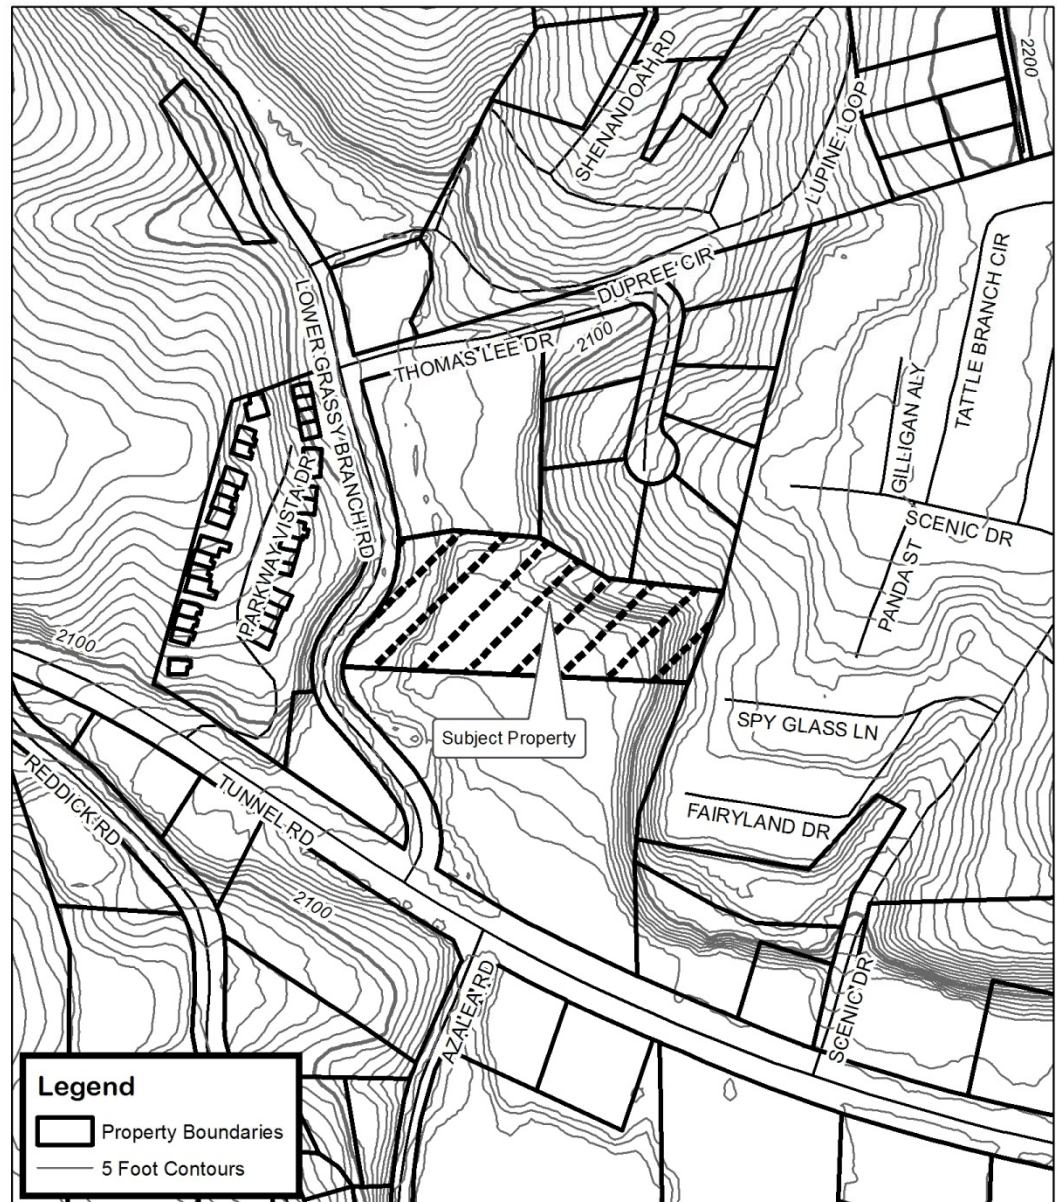 2200
SHENANDOAH RD
LUPINE LOOP
TATTLE BRANCH CIR
DUPREE CIR
LOWER GRASSY BRANCH RD
2100
THOMAS LEE DR
GILLIGAN ALY
PARKWAY VISTA DR
SCENIC DR
PANDA ST
2100
SPY GLASS LN
Subject Property
REDDICK RD
TUNNEL RD
FAIRYLAND DR
2100
AZALEA RD
SCENIC DR
Legend
Property Boundaries
5 Foot Contours